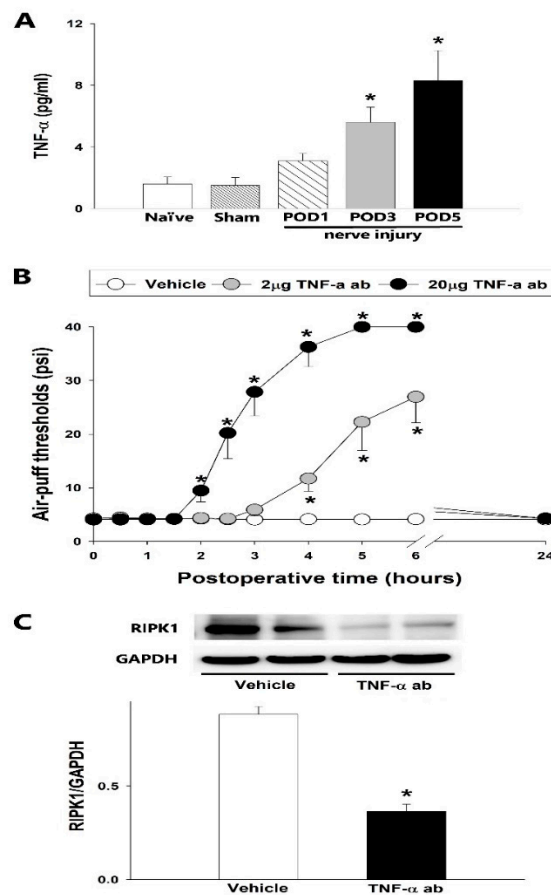 A
TNF-α (pg/ml)
12
8
4
0
*
*
Naïve Sham POD1 POD3 POD5
nerve injury
B
Vehicle 2μg TNF-a ab 20μg TNF-a ab
Air-puff thresholds (psi)
40
30
20
10
0
* * * * * * *
* * *
0 1 2 3 4 5 6 24
Postoperative time (hours)
C
RIPK1
GAPDH
Vehicle TNF-α ab
RIPK1/GAPDH
0.5
0.0
*
Vehicle TNF-α ab